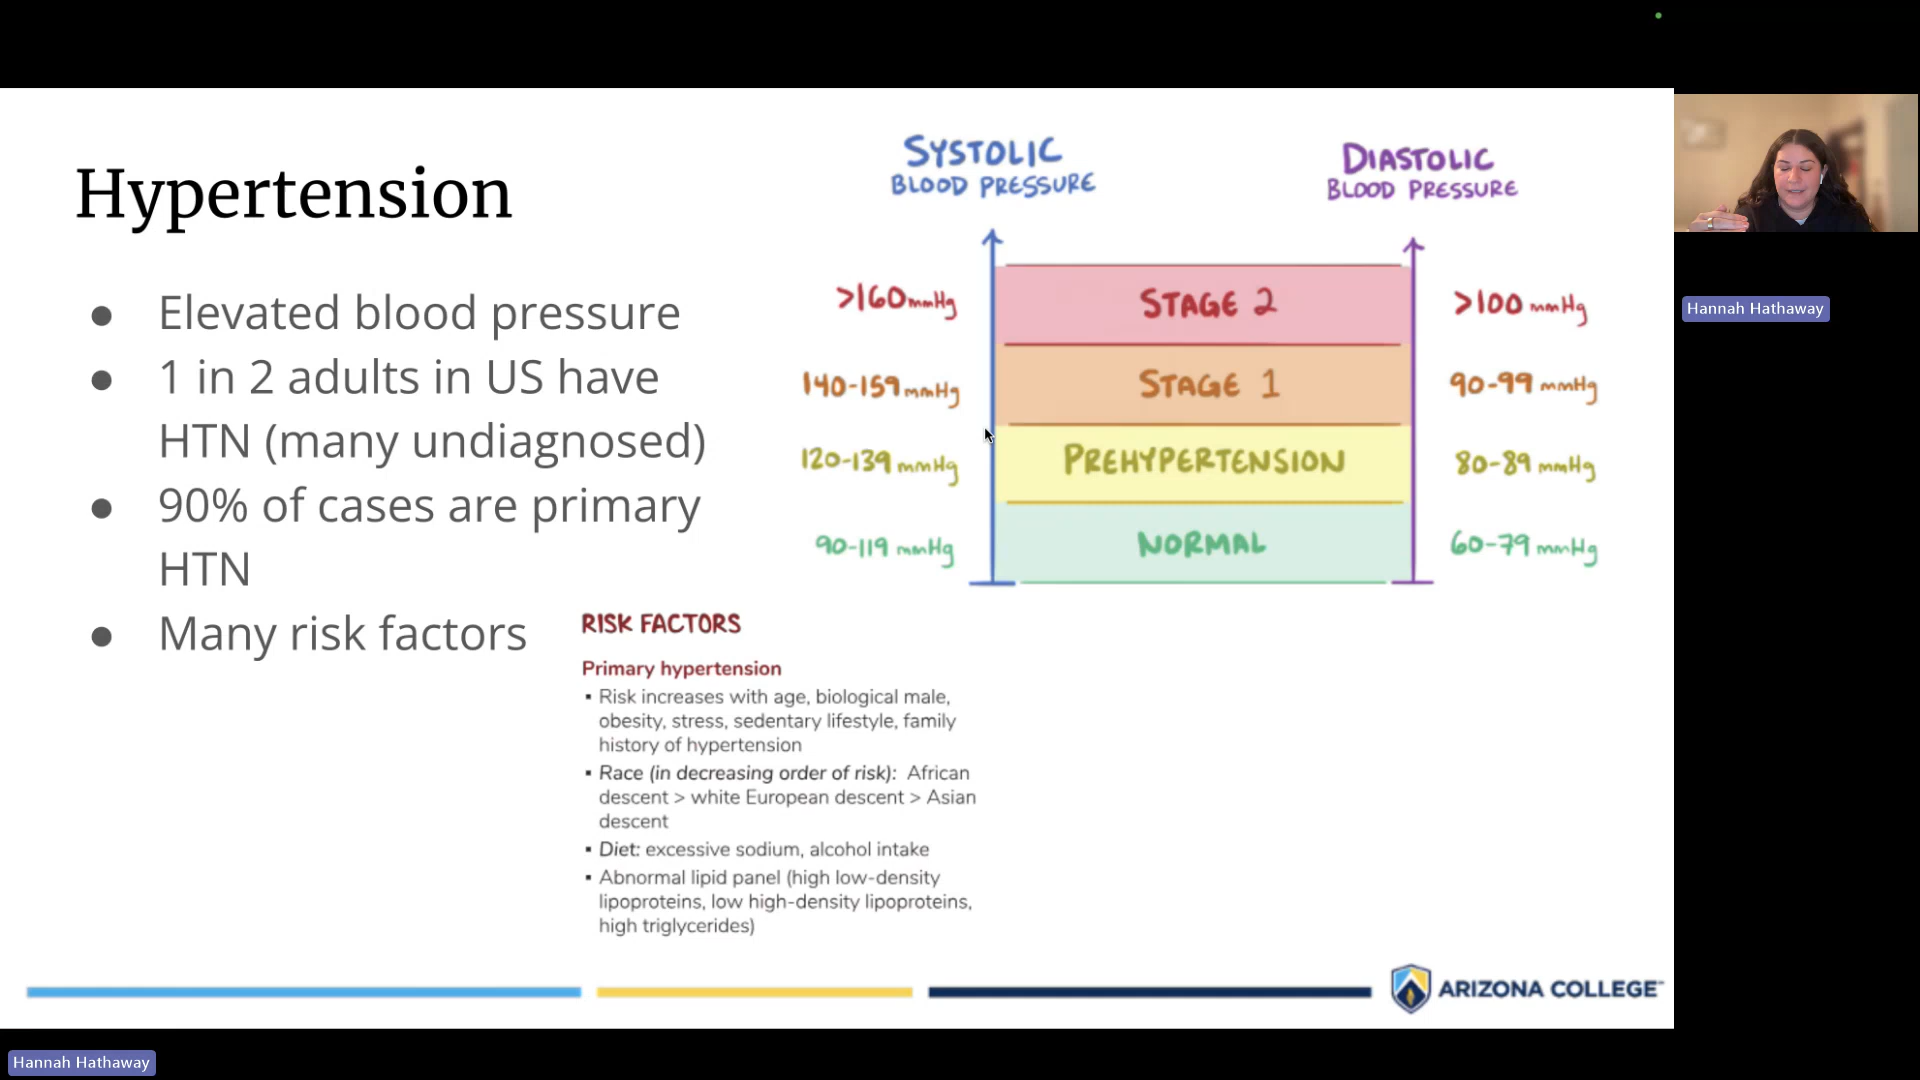 Hypertension
● Elevated blood pressure
● 1 in 2 adults in US have
HTN (many undiagnosed)
● 90% of cases are primary
HTN
● Many risk factors
SYSTOLIC
BLOOD PRESSURE
DIASTOLIC
BLOOD PRESSURE
>160 mmHg STAGE 2 >100 mmHg
140-159 mmHg STAGE 1 90-99 mmHg
120-139 mmHg PREHYPERTENSION 80-89 mmHg
90-119 mmHg NORMAL 60-79 mmHg
RISK FACTORS
Primary hypertension
▪ Risk increases with age, biological male,
obesity, stress, sedentary lifestyle, family
history of hypertension
▪ Race (in decreasing order of risk): African
descent > white European descent > Asian
descent
▪ Diet: excessive sodium, alcohol intake
▪ Abnormal lipid panel (high low-density
lipoproteins, low high-density lipoproteins,
high triglycerides)
ARIZONA COLLEGE™
Hannah Hathaway
Hannah Hathaway